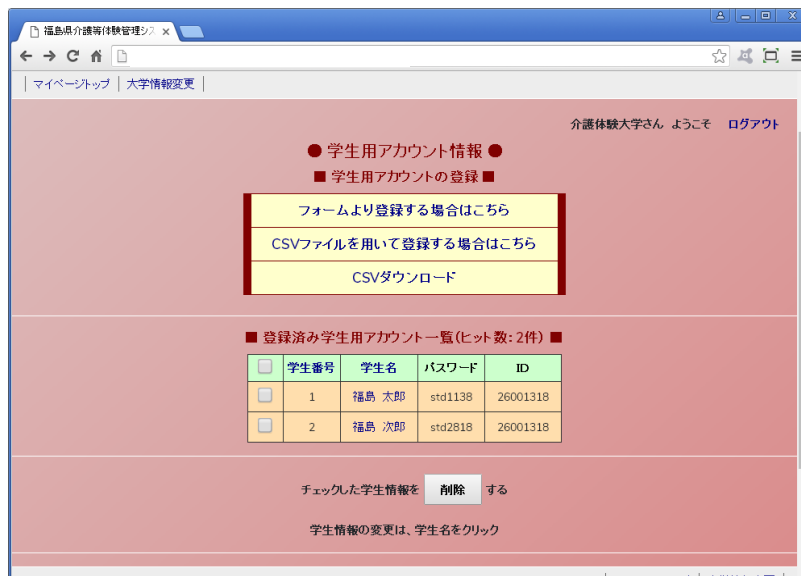 福島県介護等体験管理シス
マイページトップ 大学情報変更
介護体験大学さん ようこそ ログアウト
● 学生用アカウント情報 ●
■ 学生用アカウントの登録 ■
フォームより登録する場合はこちら
CSVファイルを用いて登録する場合はこちら
CSVダウンロード
■ 登録済み学生用アカウント一覧(ヒット数: 2件) ■
学生番号 学生名 パスワード ID
1 福島 太郎 std1138 26001318
2 福島 次郎 std2818 26001318
チェックした学生情報を 削除 する
学生情報の変更は、学生名をクリック